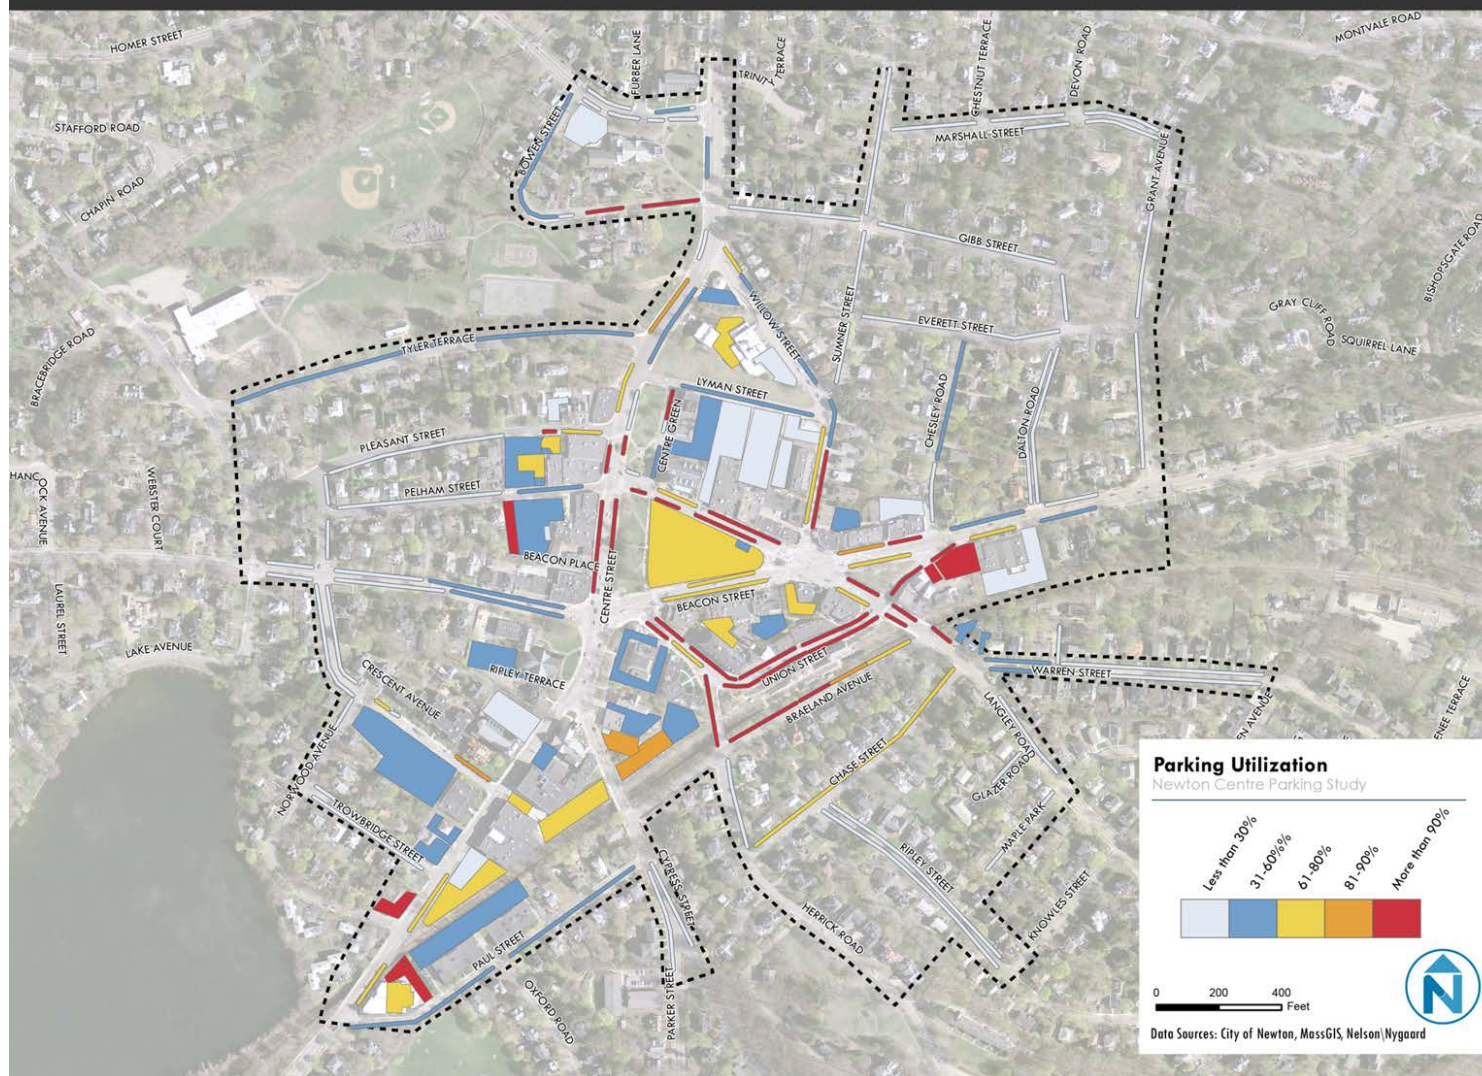 HOMER STREET
FURBER LANE
TRINITY TERRACE
CHESTNUT TERRACE
DEVON ROAD
MONTVALE ROAD
STAFFORD ROAD
BOWEN STREET
MARSHALL STREET
GRANT AVENUE
CHAPIN ROAD
GIBB STREET
BISHOPSGATE ROAD
WILLOW STREET
SUMNER STREET
EVERETT STREET
GRAY CLIFF ROAD
SQUIRREL LANE
BRACEBRIDGE ROAD
TYLER TERRACE
LYMAN STREET
CHESLEY ROAD
DALTON ROAD
PLEASANT STREET
CENTRE GREEN
HANC
OCK AVENUE
WEBSTER COURT
PELHAM STREET
BEACON PLACE
CENTRE STREET
BEACON STREET
LAUREL STREET
LAKE AVENUE
UNION STREET
WARREN STREET
RIPLEY TERRACE
CRESCENT AVENUE
BRAELAND AVENUE
LANGLEY ROAD
EN AVENUE
ENEE TERRACE
NORWOOD AVENUE
CHASE STREET
GLAZER ROAD
TROWBRIDGE STREET
MAPLE PARK
RIPLEY STREET
CYPRESS STREET
KNOWLES STREET
HERRICK ROAD
PAUL STREET
OXFORD ROAD
PARKER STREET
Parking Utilization
Newton Centre Parking Study
Less than 30%
31-60%%
61-80%
81-90%
More than 90%
0 200 400
Feet
N
Data Sources: City of Newton, MassGIS, Nelson\Nygaard